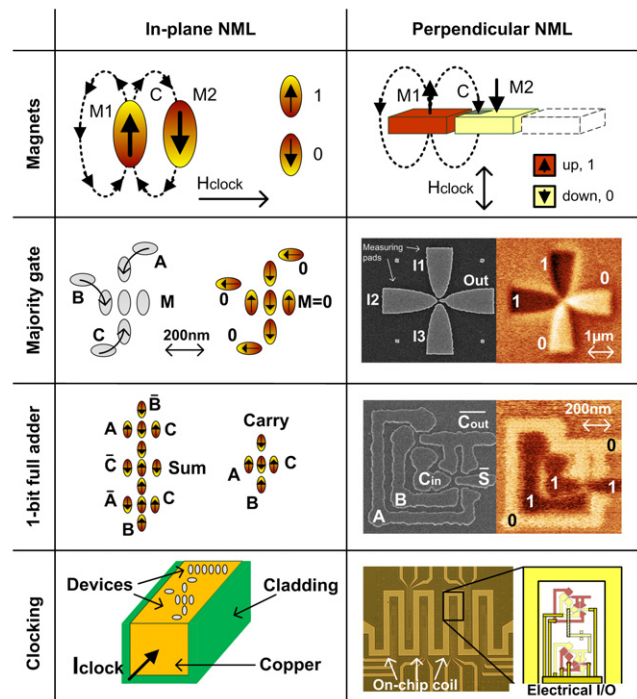 In-plane NML
Perpendicular NML
Magnets
M1
C
M2
1
0
Hclock
M1
C
M2
Hclock
up, 1
down, 0
Majority gate
A
B
M
C
200nm
0
0
M=0
0
Measuring
pads
I1
Out
I2
I3
1
0
1
0
1µm
1-bit full adder
B̄
A
C
C̄
Sum
Ā
C
B
Carry
A
C
B
C̅o̅u̅t̅
Cin
S̄
B
A
200nm
0
1
1
1
0
Clocking
Devices
Cladding
Iclock
Copper
On-chip coil
Electrical I/O